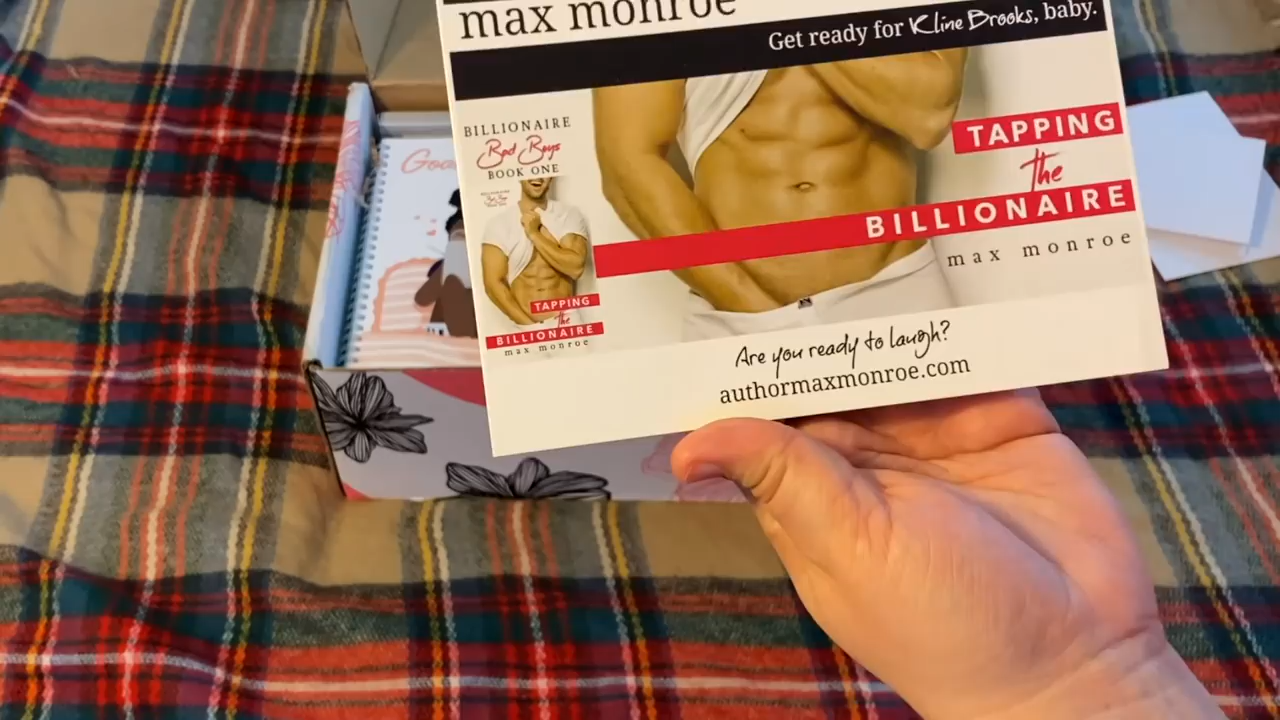 max monroe
Get ready for Kline Brooks, baby.
BILLIONAIRE
Bad Boys
BOOK ONE
TAPPING
the
BILLIONAIRE
max monroe
TAPPING
the
BILLIONAIRE
max monroe
Are you ready to laugh?
authormaxmonroe.com